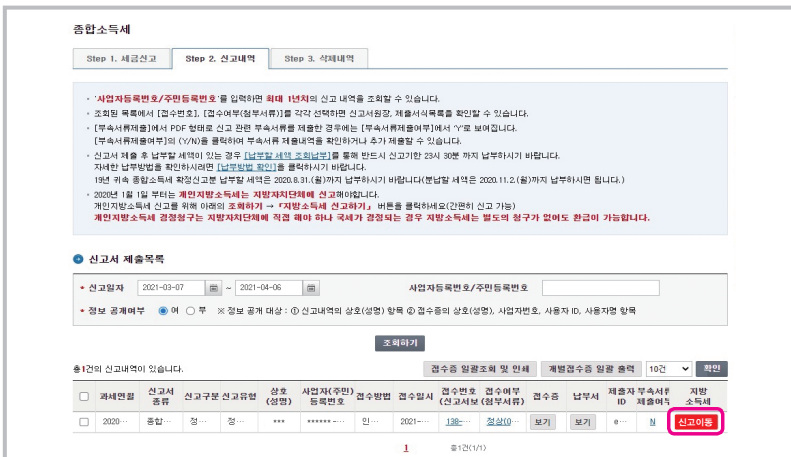 종합소득세
Step 1. 세금신고
Step 2. 신고내역
Step 3. 삭제내역
· '사업자등록번호/주민등록번호'를 입력하면 최대 1년치의 신고 내역을 조회할 수 있습니다.
· 조회된 목록에서 [접수번호], [접수여부(첨부서류)]를 각각 선택하면 신고서원장, 제출서식목록을 확인할 수 있습니다.
· [부속서류제출]에서 PDF 형태로 신고 관련 부속서류를 제출한 경우에는 [부속서류제출여부]에서 'Y'로 보여집니다.
[부속서류제출여부]의 (Y/N)을 클릭하여 부속서류 제출내역을 확인하거나 추가 제출할 수 있습니다.
· 신고서 제출 후 납부할 세액이 있는 경우 [납부할 세액 조회납부]를 통해 반드시 신고기한 23시 30분 까지 납부하시기 바랍니다.
자세한 납부방법을 확인하시려면 [납부방법 확인]을 클릭하시기 바랍니다.
19년 귀속 종합소득세 확정신고분 납부할 세액은 2020.8.31.(월)까지 납부하시기 바랍니다(분납할 세액은 2020.11.2.(월)까지 납부하시면 됩니다.)
· 2020년 1월 1일 부터는 개인지방소득세는 지방자치단체에 신고해야합니다.
개인지방소득세 신고를 위해 아래의 조회하기 → 『지방소득세 신고하기』 버튼을 클릭하세요(간편히 신고 가능)
개인지방소득세 경정청구는 지방자치단체에 직접 해야 하나 국세가 경정되는 경우 지방소득세는 별도의 청구가 없어도 환급이 가능합니다.
신고서 제출목록
• 신고일자 2021-03-07 ~ 2021-04-06 사업자등록번호/주민등록번호
• 정보 공개여부 여 부 ※ 정보 공개 대상 : ① 신고내역의 상호(성명) 항목 ② 접수증의 상호(성명), 사업자번호, 사용자 ID, 사용자명 항목
조회하기
총1건의 신고내역이 있습니다. 접수증 일괄조회 및 인쇄 개별접수증 일괄 출력 10건 확인
과세연월 신고서 종류 신고구분 신고유형 상호 (성명) 사업자(주민) 등록번호 접수방법 접수일시 접수번호 (신고서보 접수여부 (첨부서류) 접수증 납부서 제출자 ID 부속서류 제출여부 지방 소득세
2020··· 종합··· 정··· 정··· *** ******-··· 인··· 2021-··· 138-··· 정상(0··· 보기 보기 e··· N 신고이동
1 총1건(1/1)